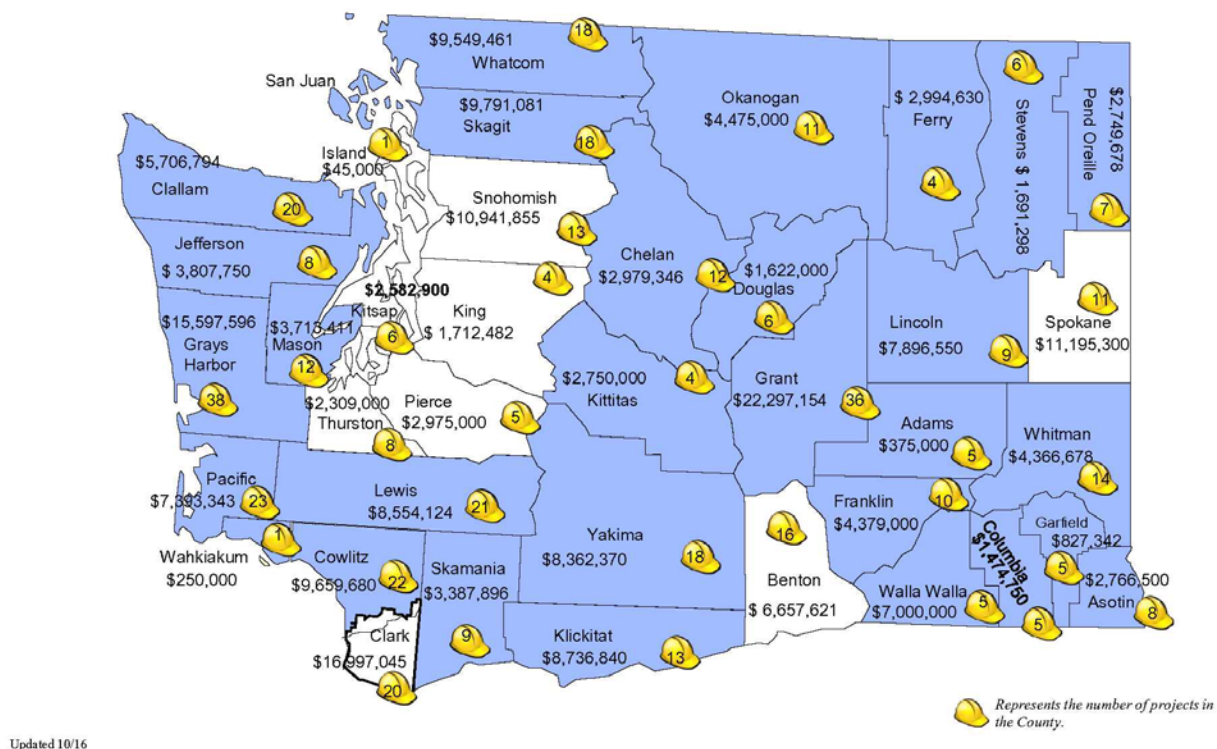 18
$9,549,461
Whatcom
San Juan
$9,791,081
Skagit
18
Okanogan
$4,475,000
11
$ 2,994,630
Ferry
4
6
Stevens $ 1,691,298
$2,749,678
Pend Oreille
7
1
Island
$45,000
$5,706,794
Clallam
20
Snohomish
$10,941,855
13
Jefferson
$ 3,807,750
8
Chelan
$2,979,346
12
$1,622,000
Douglas
6
$2,582,900
Kitsap
6
4
King
$ 1,712,482
Lincoln
$7,896,550
9
11
Spokane
$11,195,300
$15,597,596
Grays
Harbor
38
$3,713,411
Mason
12
$2,309,000
Thurston
8
Pierce
$2,975,000
5
4
$2,750,000
Kittitas
Grant
$22,297,154
36
Adams
$375,000
5
Whitman
$4,366,678
14
Pacific
$7,393,343
23
Lewis
$8,554,124
21
Yakima
$8,362,370
18
16
Benton
$ 6,657,621
Franklin
$4,379,000
10
Columbia
$1,474,750
5
Garfield
$827,342
5
1
Wahkiakum
$250,000
Cowlitz
$9,659,680
22
Skamania
$3,387,896
9
Walla Walla
$7,000,000
5
$2,766,500
Asotin
8
Clark
$16,997,045
20
Klickitat
$8,736,840
13
Represents the number of projects in
the County.
Updated 10/16